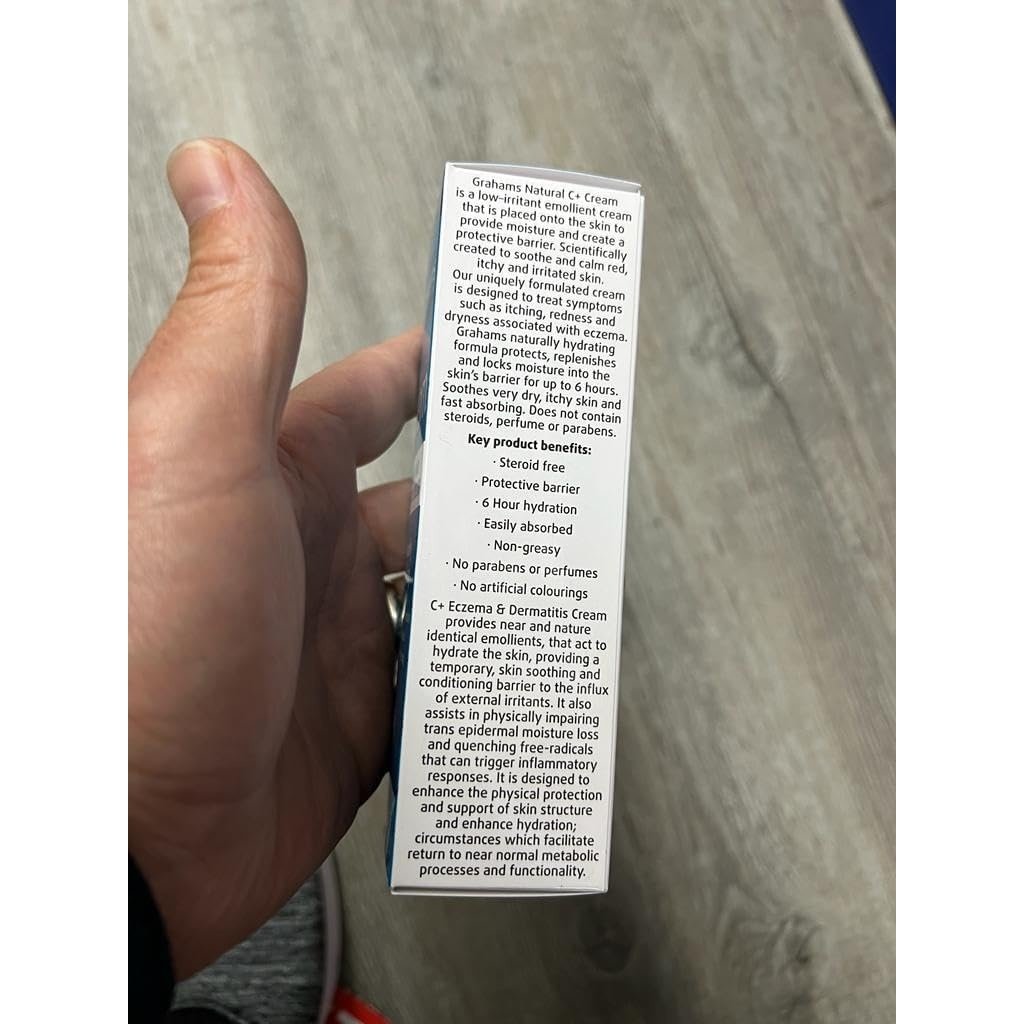 Grahams Natural C+ Cream
is a low-irritant emollient cream
that is placed onto the skin to
provide moisture and create a
protective barrier. Scientifically
created to soothe and calm red,
itchy and irritated skin.
Our uniquely formulated cream
is designed to treat symptoms
such as itching, redness and
dryness associated with eczema.
Grahams naturally hydrating
formula protects, replenishes
and locks moisture into the
skin's barrier for up to 6 hours.
Soothes very dry, itchy skin and
fast absorbing. Does not contain
steroids, perfume or parabens.
Key product benefits:
· Steroid free
· Protective barrier
· 6 Hour hydration
· Easily absorbed
· Non-greasy
· No parabens or perfumes
· No artificial colourings
C+ Eczema & Dermatitis Cream
provides near and nature
identical emollients, that act to
hydrate the skin, providing a
temporary, skin soothing and
conditioning barrier to the influx
of external irritants. It also
assists in physically impairing
trans epidermal moisture loss
and quenching free-radicals
that can trigger inflammatory
responses. It is designed to
enhance the physical protection
and support of skin structure
and enhance hydration;
circumstances which facilitate
return to near normal metabolic
processes and functionality.